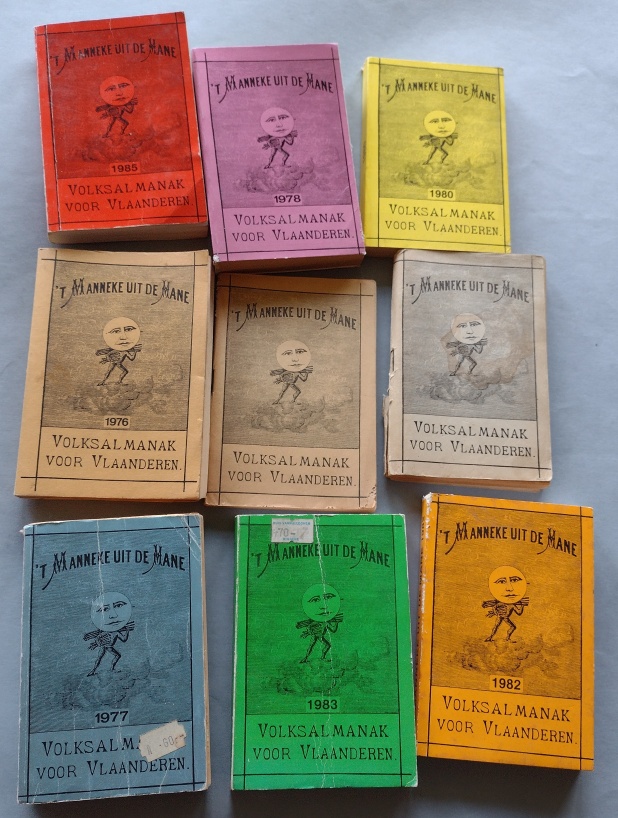 'T MANNEKE UIT DE MANE
1985
VOLKSALMANAK
VOOR VLAANDEREN.
'T MANNEKE UIT DE MANE
1978
VOLKSALMANAK
VOOR VLAANDEREN.
'T MANNEKE UIT DE MANE
1980
VOLKSALMANAK
VOOR VLAANDEREN.
'T MANNEKE UIT DE MANE
1976
VOLKSALMANAK
VOOR VLAANDEREN.
'T MANNEKE UIT DE MANE
VOLKSALMANAK
VOOR VLAANDEREN.
'T MANNEKE UIT DE MANE
VOLKSALMANAK
VOOR VLAANDEREN.
'T MANNEKE UIT DE MANE
1977
VOLKSALMA
VOOR VLAANDEREN.
'T MANNEKE UIT DE MANE
1983
VOLKSALMANAK
VOOR VLAANDEREN.
'T MANNEKE UIT DE MANE
1982
VOLKSALMANAK
VOOR VLAANDEREN.